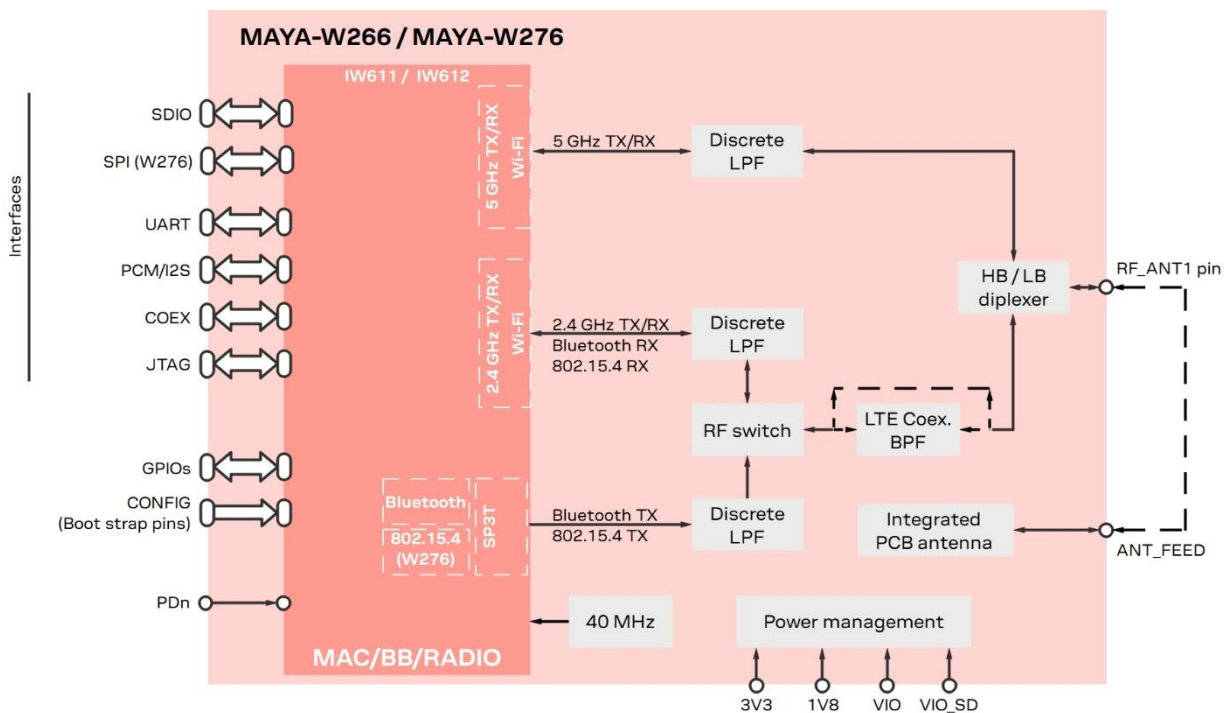 MAYA-W266 / MAYA-W276
IW611 / IW612
Interfaces
SDIO
SPI (W276)
UART
PCM/I2S
COEX
JTAG
GPIOs
CONFIG
(Boot strap pins)
PDn
5 GHz TX/RX
Wi-Fi
2.4 GHz TX/RX
Wi-Fi
Bluetooth
802.15.4
(W276)
SP3T
MAC/BB/RADIO
5 GHz TX/RX
Discrete
LPF
2.4 GHz TX/RX
Bluetooth RX
802.15.4 RX
Discrete
LPF
RF switch
LTE Coex.
BPF
HB / LB
diplexer
RF_ANT1 pin
Bluetooth TX
802.15.4 TX
Discrete
LPF
Integrated
PCB antenna
ANT_FEED
40 MHz
Power management
3V3
1V8
VIO
VIO_SD